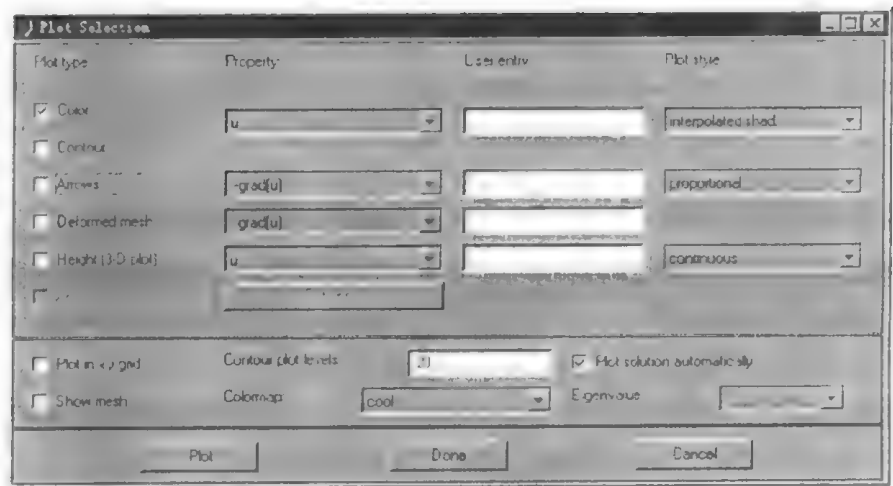 Plot Selection
Plot type Property: User entry: Plot style
Color u interpolated shad.
Contour
Arrows -grad(u) proportional
Deformed mesh -grad(u)
Height (3-D plot) u continuous
Plot in x-y grid Contour plot levels: 20 Plot solution automatically
Show mesh Colormap: cool Eigenvalue:
Plot Done Cancel